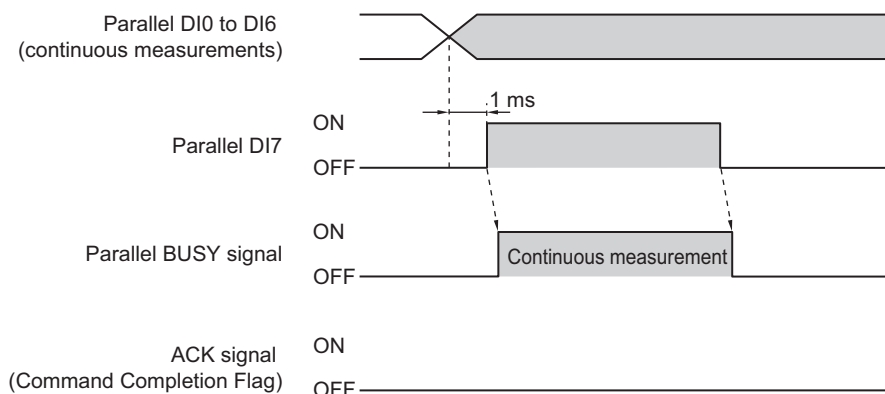 Parallel DI0 to DI6
(continuous measurements)
1 ms
ON
Parallel DI7
OFF
ON
Parallel BUSY signal
Continuous measurement
OFF
ACK signal
ON
(Command Completion Flag)
OFF